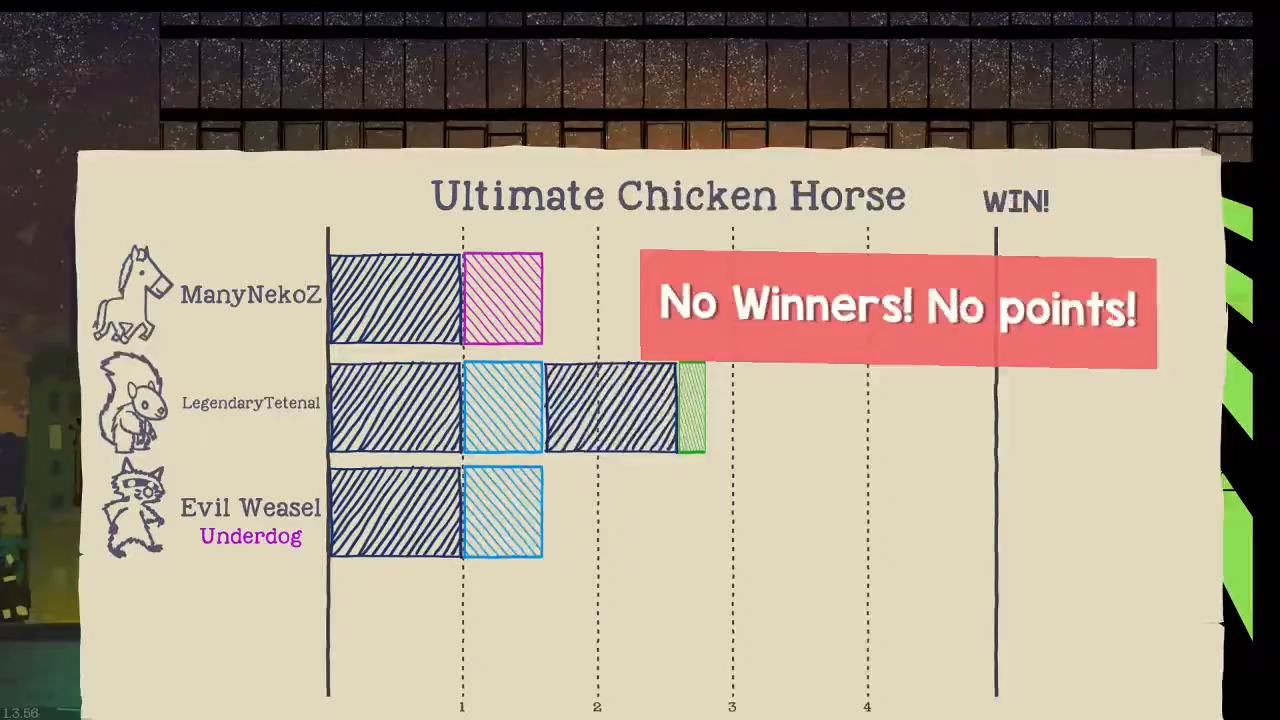 Ultimate Chicken Horse
WIN!
ManyNekoZ
No Winners! No points!
LegendaryTetenal
Evil Weasel
Underdog
1 2 3 4
1.3.56